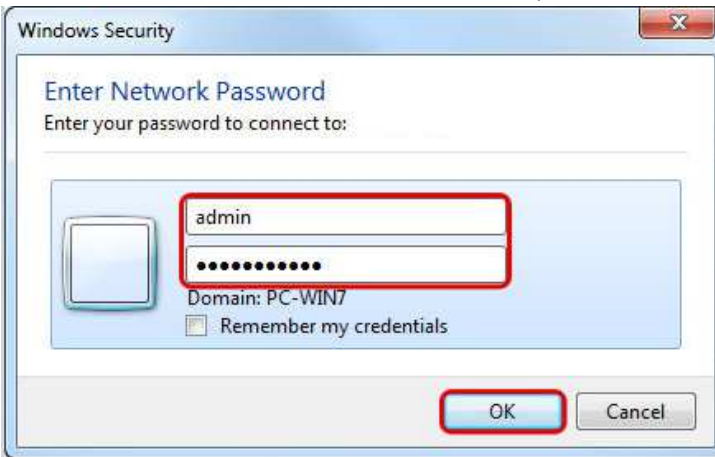 Windows Security
Enter Network Password
Enter your password to connect to:
admin
●●●●●●●●●●●
Domain: PC-WIN7
Remember my credentials
OK
Cancel